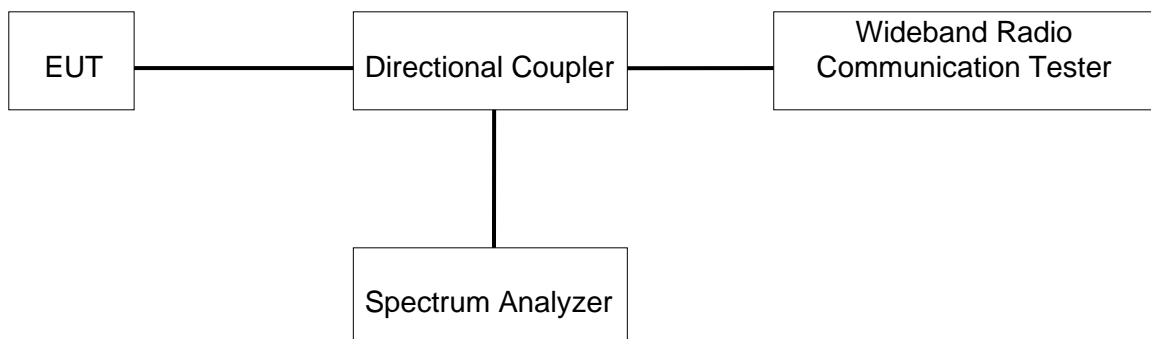 EUT
Directional Coupler
Wideband Radio
Communication Tester
Spectrum Analyzer